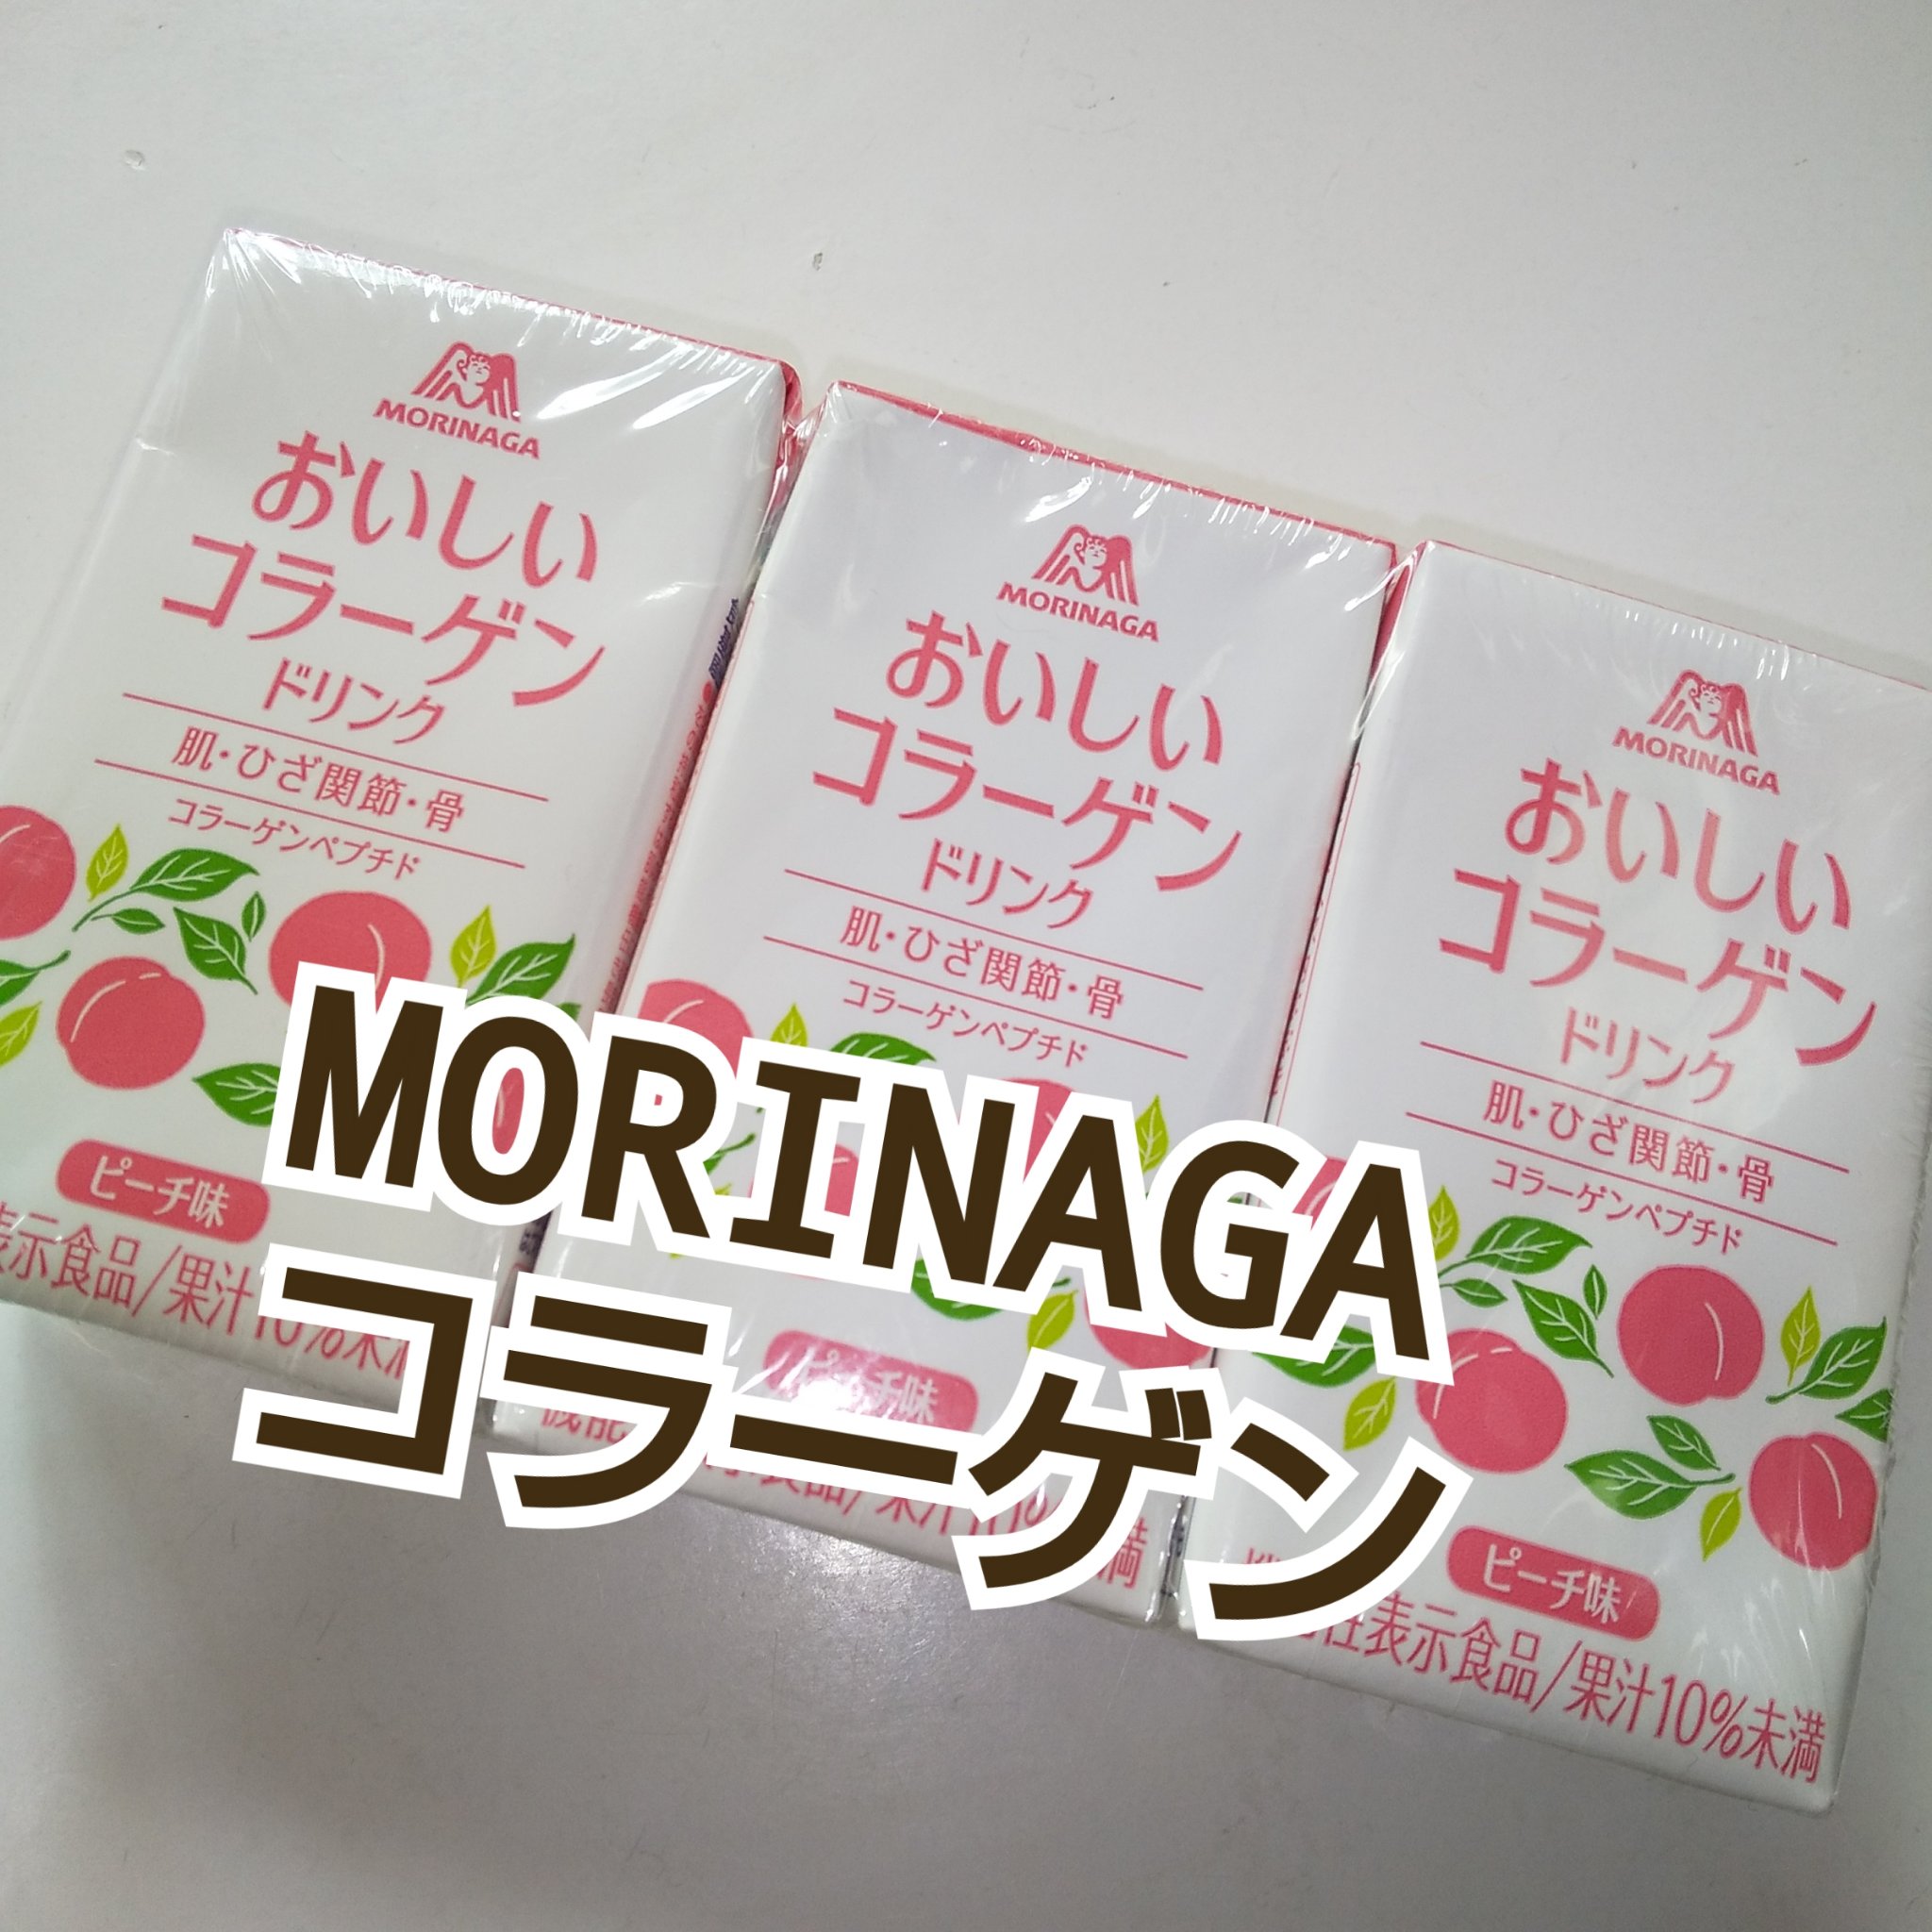 MORINAGA
おいしい
コラーゲン
ドリンク
肌・ひざ関節・骨
コラーゲンペプチド
ピーチ味
表示食品/果汁10%未満
MORINAGA
おいしい
コラーゲン
ドリンク
肌・ひざ関節・骨
コラーゲンペプチド
ピーチ味
MORINAGA
おいしい
コラーゲン
ドリンク
肌・ひざ関節・骨
コラーゲンペプチド
ピーチ味
性表示食品/果汁10%未満
MORINAGA
コラーゲン